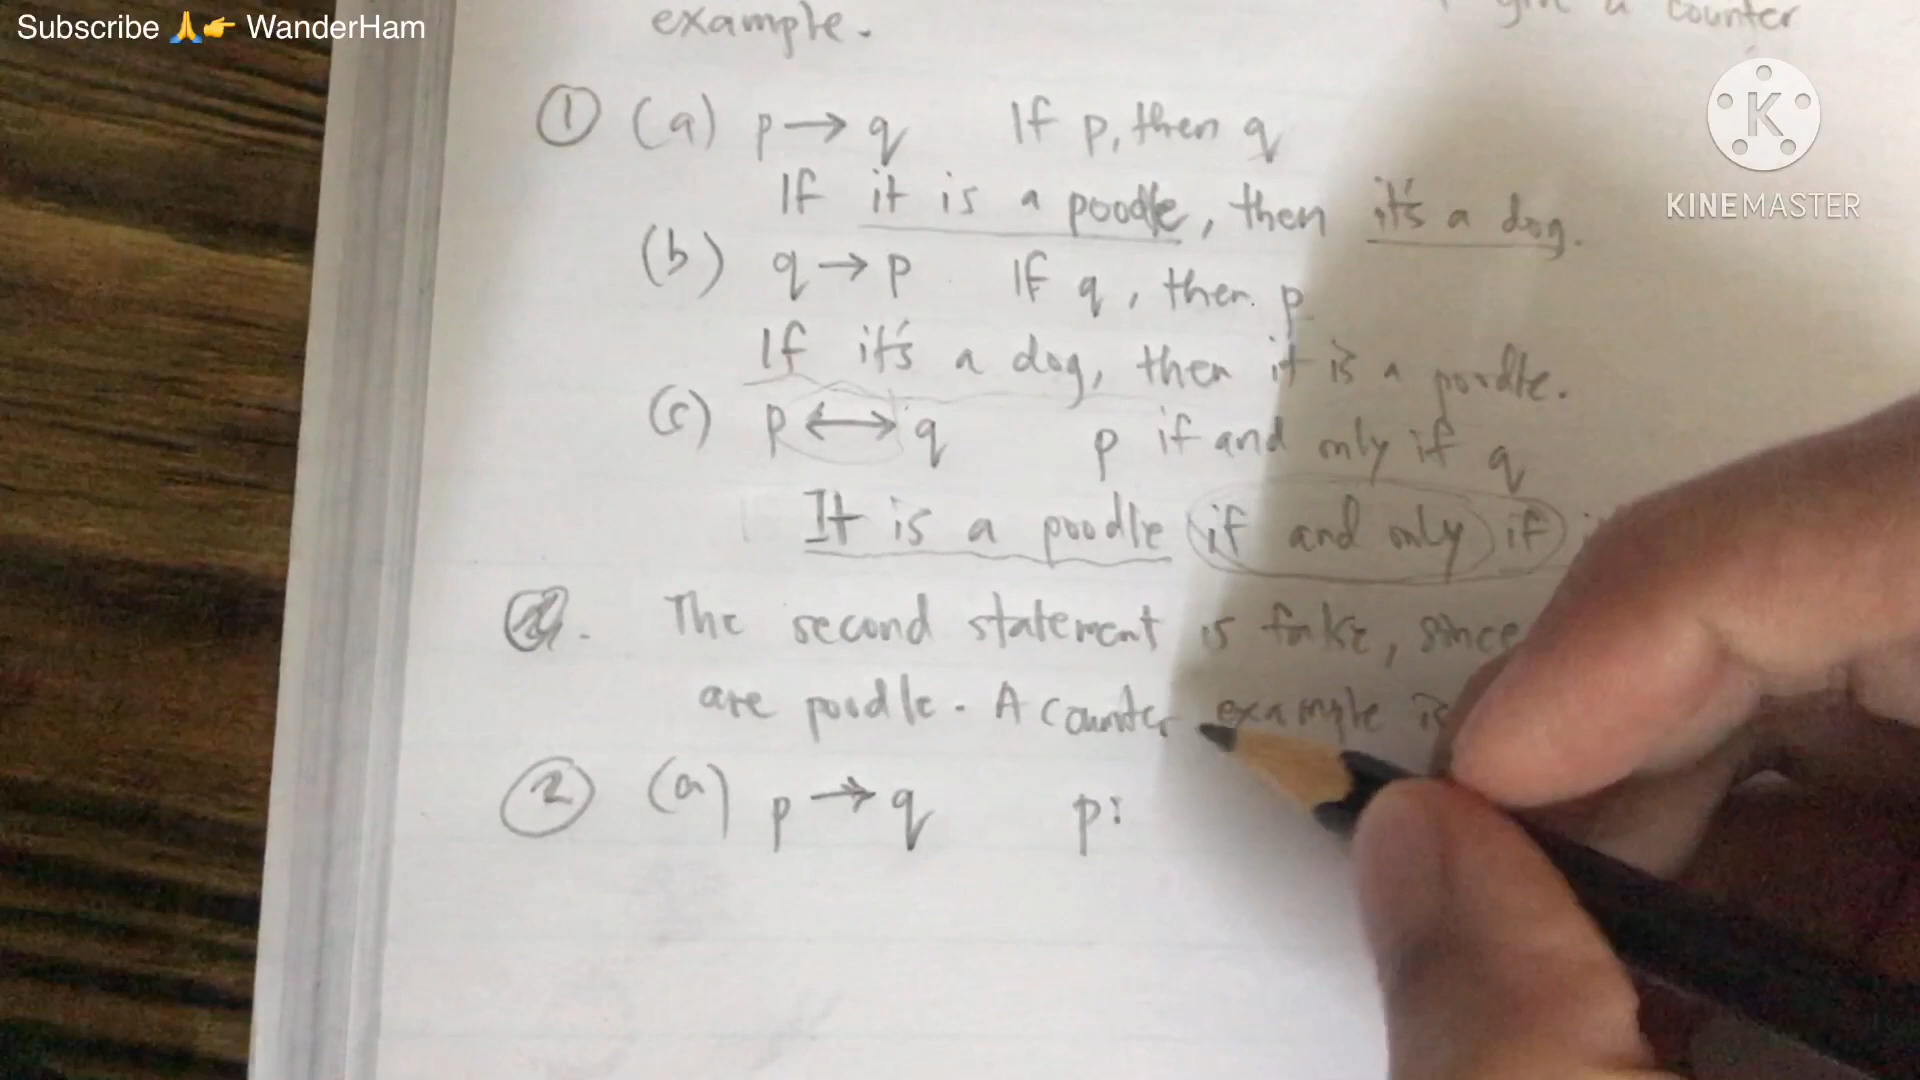 Subscribe 🙏👉 WanderHam
a counter
example.
K
KINEMASTER
① (a) p → q If p, then q
If it is a poodle, then it's a dog.
(b) q → p If q, then p
If it's a dog, then it is a poodle.
(c) p ↔ q p if and only if q
It is a poodle if and only if
The second statement is fake, since
are poodle. A counter example is
② (a) p → q p: